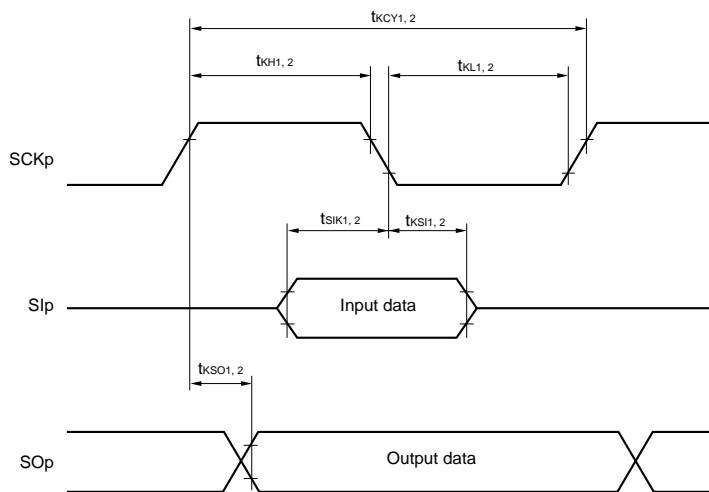 tKCY1, 2
tKH1, 2
tKL1, 2
SCKp
tSIK1, 2
tKSI1, 2
SIp
Input data
tKSO1, 2
SOp
Output data